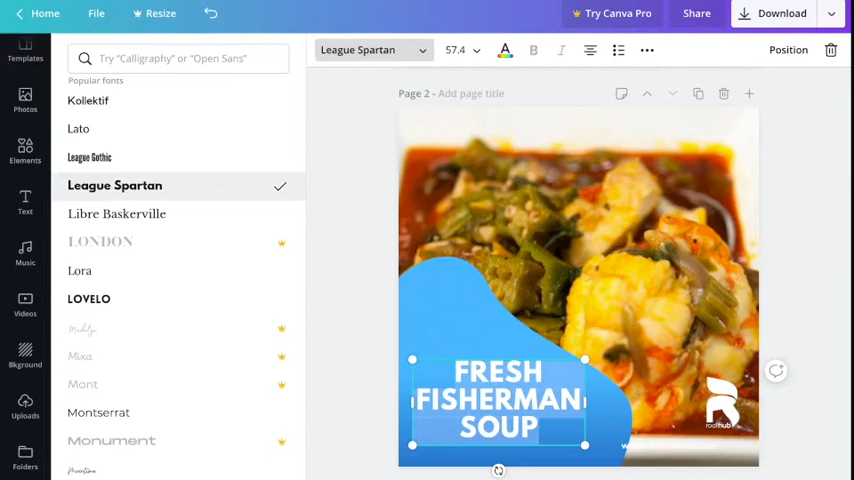 Home
File
Resize
Try Canva Pro
Share
Download
Templates
Photos
Elements
Text
Music
Videos
Bkground
Uploads
Folders
Try "Calligraphy" or "Open Sans"
Popular fonts
Kollektif
Lato
League Gothic
League Spartan
Libre Baskerville
LONDON
Lora
LOVELO
Mixa
Mont
Montserrat
Monument
League Spartan
57.4
A
B
I
Position
Page 2 - Add page title
FRESH
FISHERMAN
SOUP
roothub